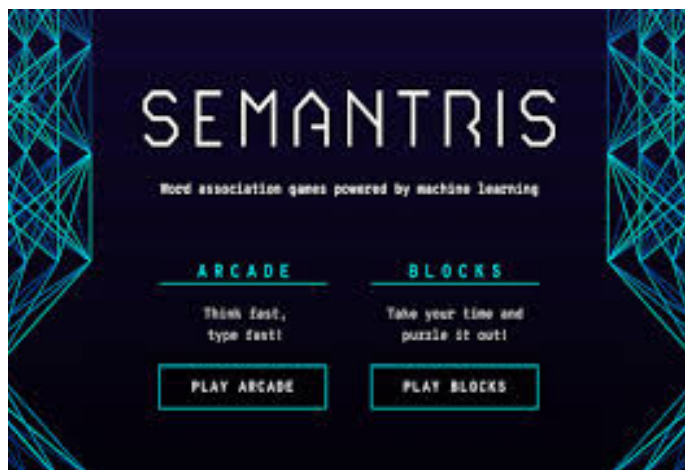 SEMANTRIS
Word association games powered by machine learning
ARCADE
Think fast,
type fast!
PLAY ARCADE
BLOCKS
Take your time and
puzzle it out!
PLAY BLOCKS